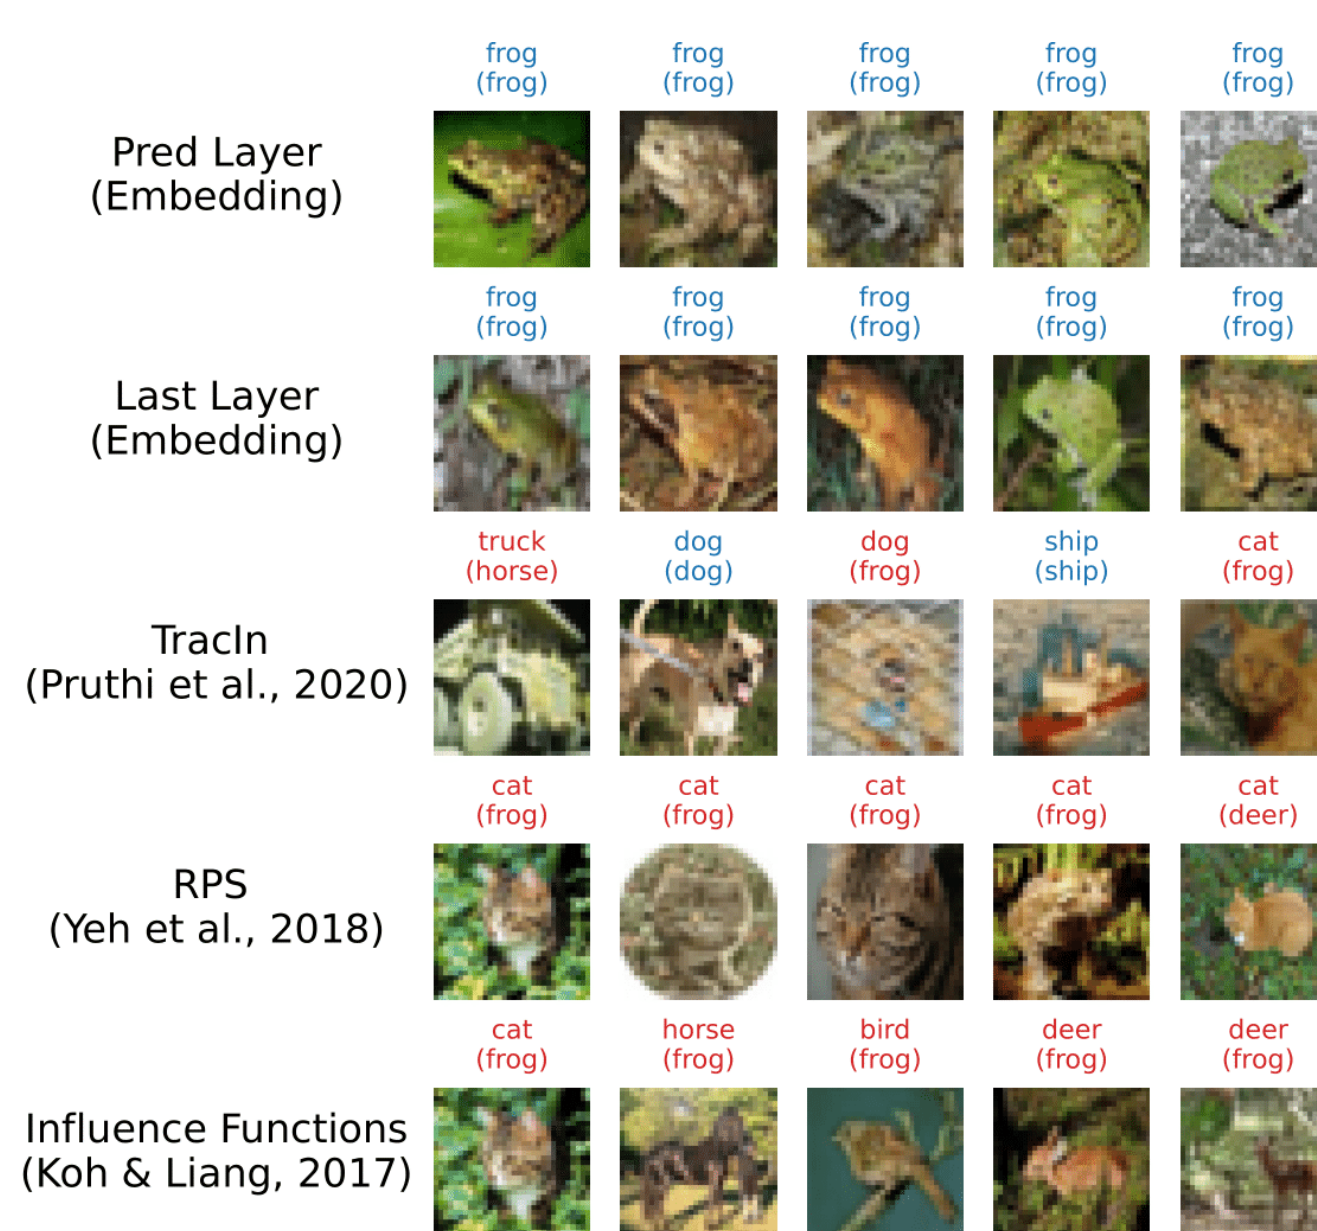 frog frog frog frog frog
(frog) (frog) (frog) (frog) (frog)
Pred Layer
(Embedding)
frog frog frog frog frog
(frog) (frog) (frog) (frog) (frog)
Last Layer
(Embedding)
truck dog dog ship cat
(horse) (dog) (frog) (ship) (frog)
TracIn
(Pruthi et al., 2020)
cat cat cat cat cat
(frog) (frog) (frog) (frog) (deer)
RPS
(Yeh et al., 2018)
cat horse bird deer deer
(frog) (frog) (frog) (frog) (frog)
Influence Functions
(Koh & Liang, 2017)